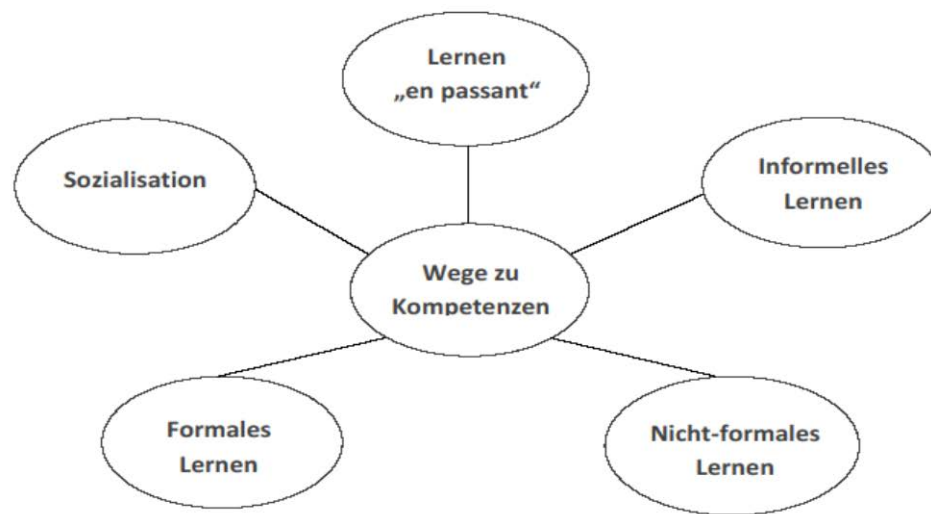 Lernen
„en passant“
Sozialisation
Informelles
Lernen
Wege zu
Kompetenzen
Formales
Lernen
Nicht-formales
Lernen